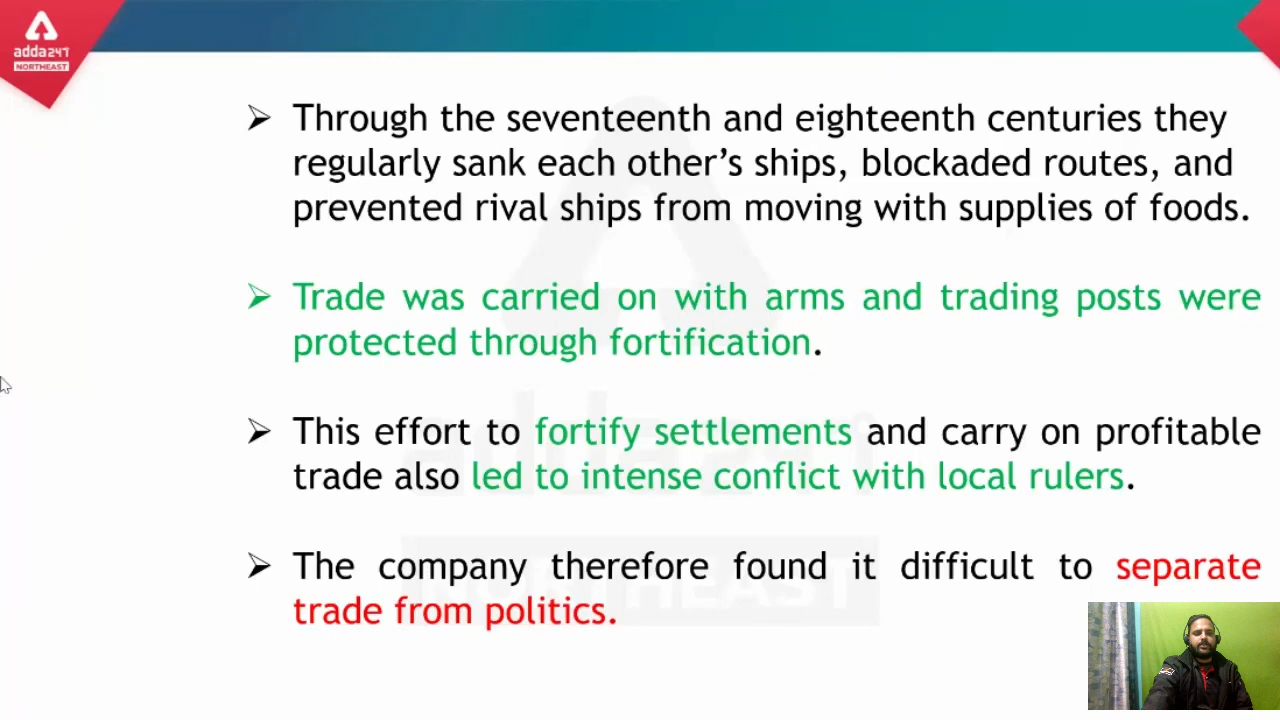 adda247
NORTHEAST
➢ Through the seventeenth and eighteenth centuries they
regularly sank each other’s ships, blockaded routes, and
prevented rival ships from moving with supplies of foods.
➢ Trade was carried on with arms and trading posts were
protected through fortification.
➢ This effort to fortify settlements and carry on profitable
trade also led to intense conflict with local rulers.
➢ The company therefore found it difficult to separate
trade from politics.
adda247
NORTHEAST